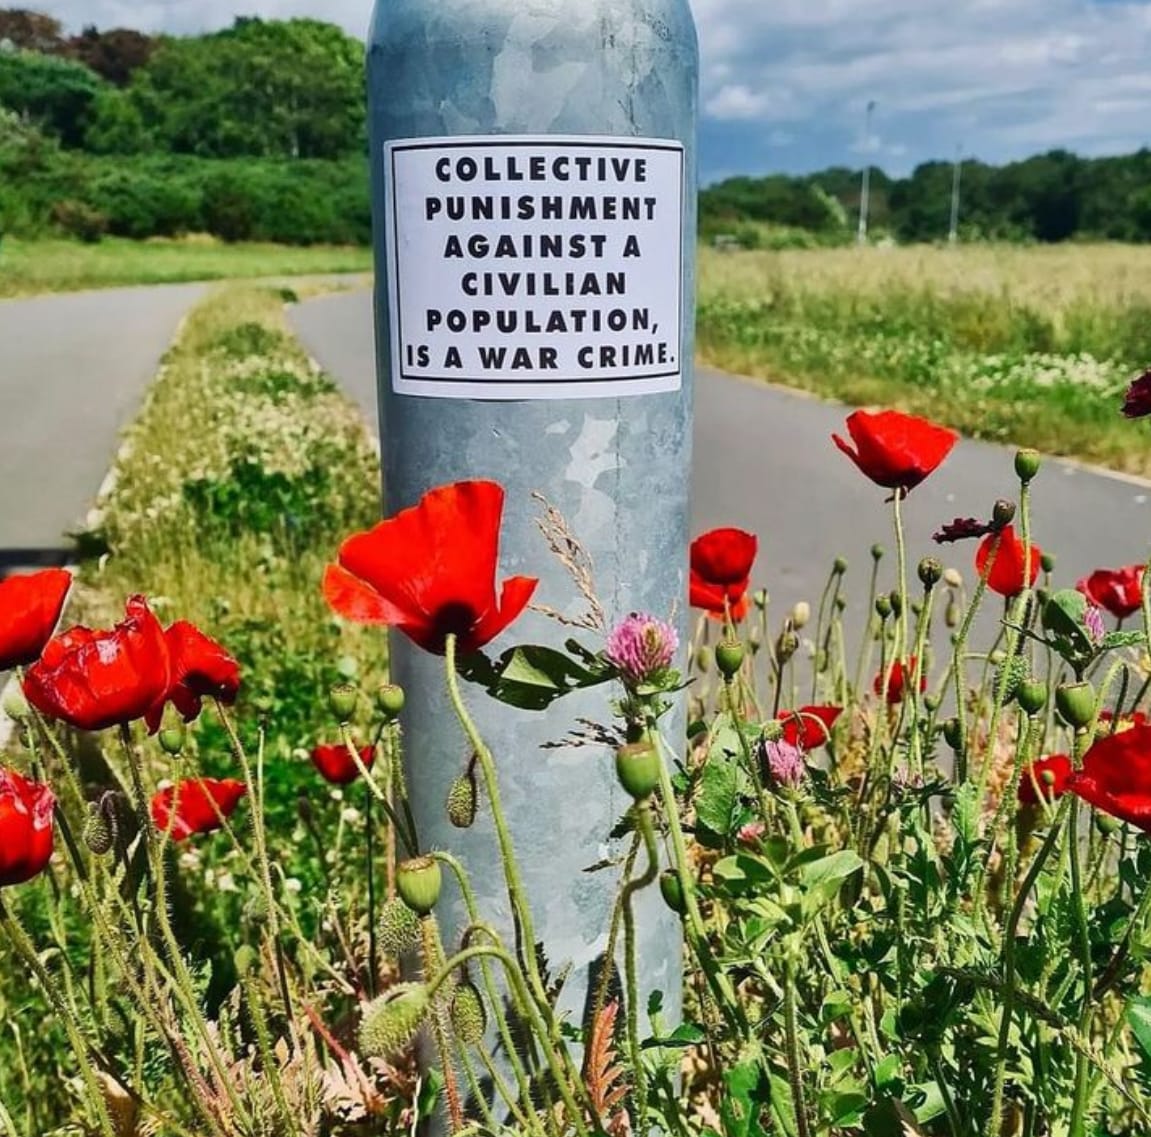 COLLECTIVE
PUNISHMENT
AGAINST A
CIVILIAN
POPULATION,
IS A WAR CRIME.